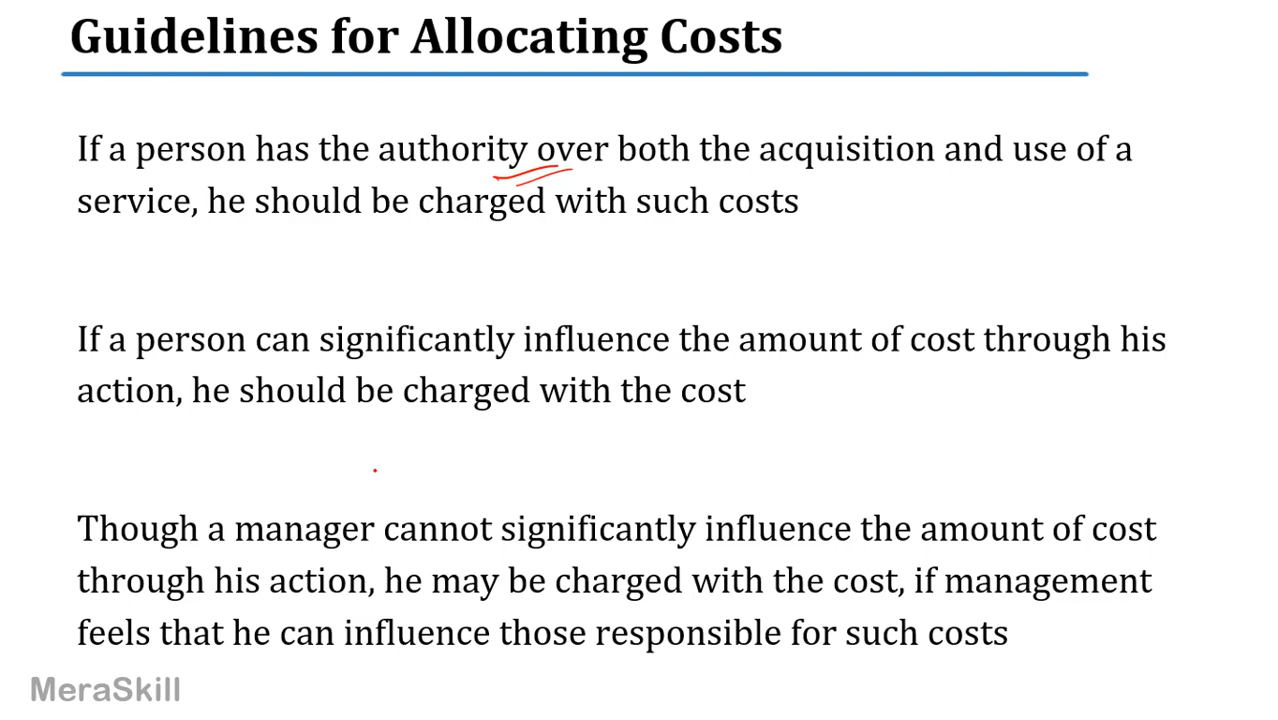 Guidelines for Allocating Costs
If a person has the authority over both the acquisition and use of a
service, he should be charged with such costs
If a person can significantly influence the amount of cost through his
action, he should be charged with the cost
Though a manager cannot significantly influence the amount of cost
through his action, he may be charged with the cost, if management
feels that he can influence those responsible for such costs
MeraSkill